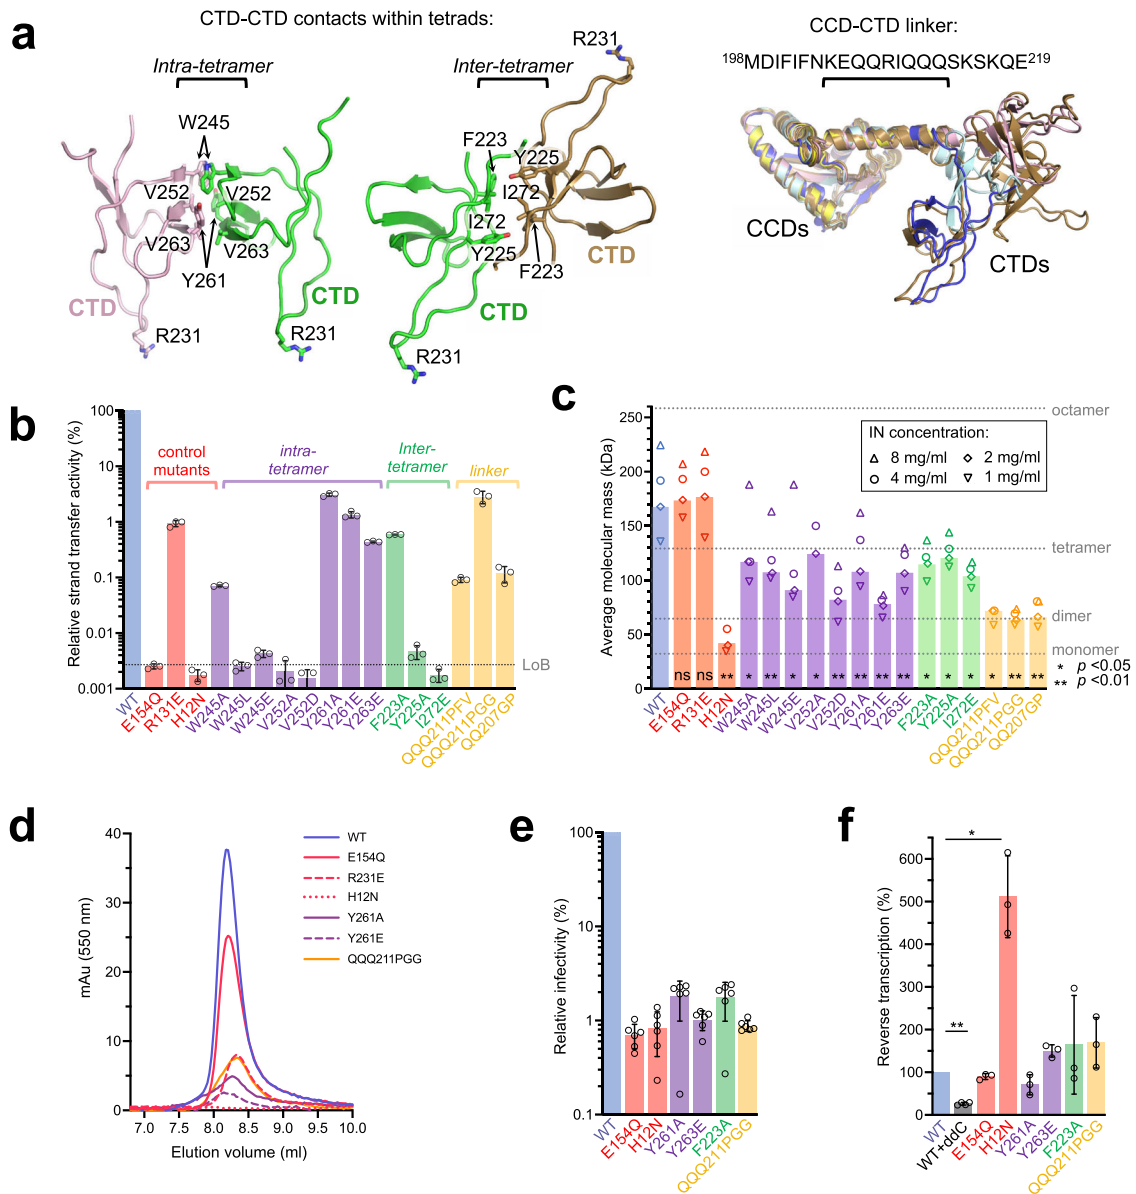 a
CTD-CTD contacts within tetrads:
Intra-tetramer
Inter-tetramer
W245
V252
V252
V263
V263
Y261
CTD
CTD
R231
R231
R231
F223
Y225
I272
I272
Y225
F223
CTD
CTD
R231
CCD-CTD linker:
198MDIFIFNKEQQRIQQQSKSKQE219
CCDs
CTDs
b
Relative strand transfer activity (%)
100
10
1
0.1
0.01
0.001
control
mutants
intra-
tetramer
Inter-
tetramer
linker
LoB
WT
E154Q
R131E
H12N
W245A
W245L
W245E
V252A
V252D
Y261A
Y261E
Y263E
F223A
Y225A
I272E
QQQ211PFV
QQQ211PGG
QQ207GP
c
Average molecular mass (kDa)
250
200
150
100
50
0
octamer
IN concentration:
8 mg/ml
2 mg/ml
4 mg/ml
1 mg/ml
tetramer
dimer
monomer
* p <0.05
** p <0.01
ns ns ** * ** * * ** ** ** ** * * * * ** **
WT
E154Q
R131E
H12N
W245A
W245L
W245E
V252A
V252D
Y261A
Y261E
Y263E
F223A
Y225A
I272E
QQQ211PFV
QQQ211PGG
QQ207GP
d
mAu (550 nm)
40
30
20
10
0
7.0 7.5 8.0 8.5 9.0 9.5 10.0
Elution volume (ml)
WT
E154Q
R231E
H12N
Y261A
Y261E
QQQ211PGG
e
Relative infectivity (%)
100
10
1
0.1
WT
E154Q
H12N
Y261A
Y263E
F223A
QQQ211PGG
f
Reverse transcription (%)
600
500
400
300
200
100
0
*
**
WT
WT+ddC
E154Q
H12N
Y261A
Y263E
F223A
QQQ211PGG